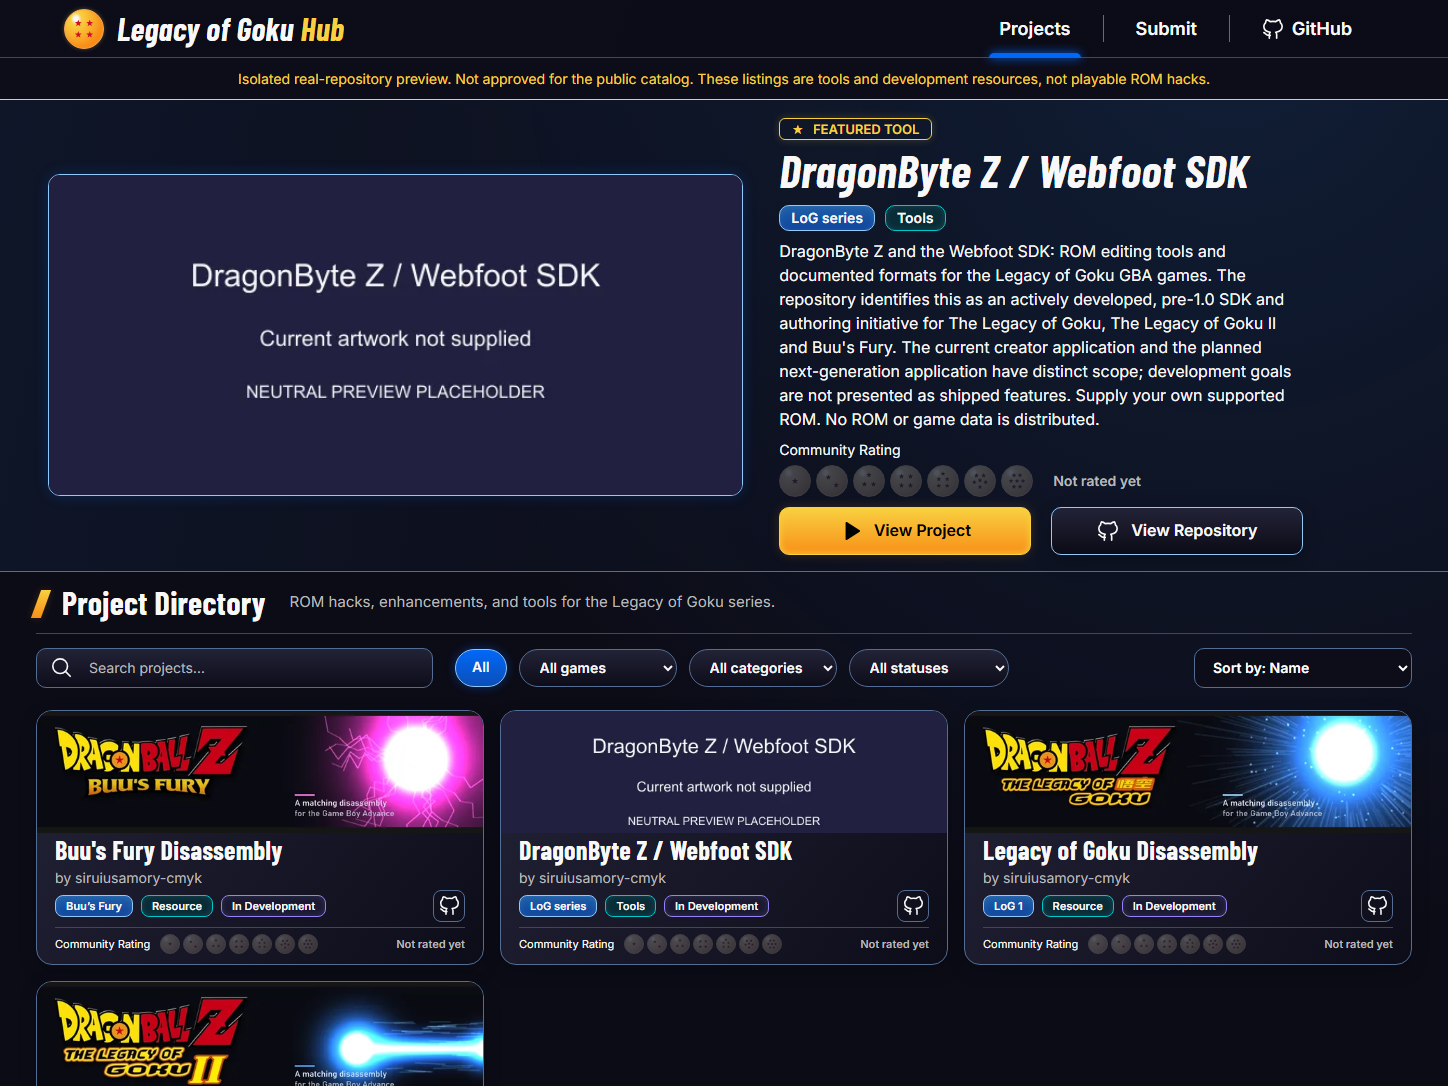 Legacy of Goku Hub
Projects
Submit
GitHub
Isolated real-repository preview. Not approved for the public catalog. These listings are tools and development resources, not playable ROM hacks.
DragonByte Z / Webfoot SDK
Current artwork not supplied
NEUTRAL PREVIEW PLACEHOLDER
★ FEATURED TOOL
DragonByte Z / Webfoot SDK
LoG series
Tools
DragonByte Z and the Webfoot SDK: ROM editing tools and
documented formats for the Legacy of Goku GBA games. The
repository identifies this as an actively developed, pre-1.0 SDK and
authoring initiative for The Legacy of Goku, The Legacy of Goku II
and Buu's Fury. The current creator application and the planned
next-generation application have distinct scope; development goals
are not presented as shipped features. Supply your own supported
ROM. No ROM or game data is distributed.
Community Rating
Not rated yet
View Project
View Repository
Project Directory
ROM hacks, enhancements, and tools for the Legacy of Goku series.
Search projects...
All
All games
All categories
All statuses
Sort by: Name
DRAGON BALL Z
BUU'S FURY
A matching disassembly
for the Game Boy Advance
Buu's Fury Disassembly
by siruiusamory-cmyk
Buu's Fury
Resource
In Development
Community Rating
Not rated yet
DragonByte Z / Webfoot SDK
Current artwork not supplied
NEUTRAL PREVIEW PLACEHOLDER
DragonByte Z / Webfoot SDK
by siruiusamory-cmyk
LoG series
Tools
In Development
Community Rating
Not rated yet
DRAGON BALL Z
THE LEGACY OF 悟空
GOKU
A matching disassembly
for the Game Boy Advance
Legacy of Goku Disassembly
by siruiusamory-cmyk
LoG 1
Resource
In Development
Community Rating
Not rated yet
DRAGON BALL Z
THE LEGACY OF
GOKU II
A matching disassembly
for the Game Boy Advance